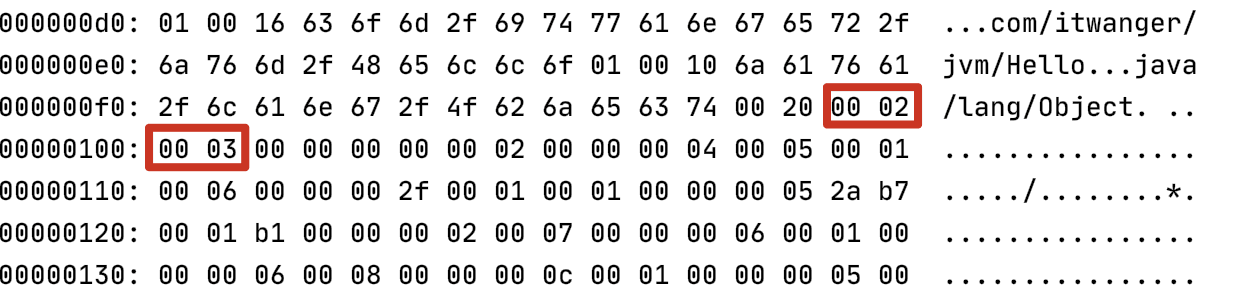 000000d0: 01 00 16 63 6f 6d 2f 69 74 77 61 6e 67 65 72 2f ...com/itwanger/
000000e0: 6a 76 6d 2f 48 65 6c 6c 6f 01 00 10 6a 61 76 61 jvm/Hello...java
000000f0: 2f 6c 61 6e 67 2f 4f 62 6a 65 63 74 00 20 00 02 /lang/Object. ..
00000100: 00 03 00 00 00 00 00 02 00 00 00 04 00 05 00 01 ................
00000110: 00 06 00 00 00 2f 00 01 00 01 00 00 00 05 2a b7 ...../........*.
00000120: 00 01 b1 00 00 00 02 00 07 00 00 00 06 00 01 00 ................
00000130: 00 00 06 00 08 00 00 00 0c 00 01 00 00 00 05 00 ................